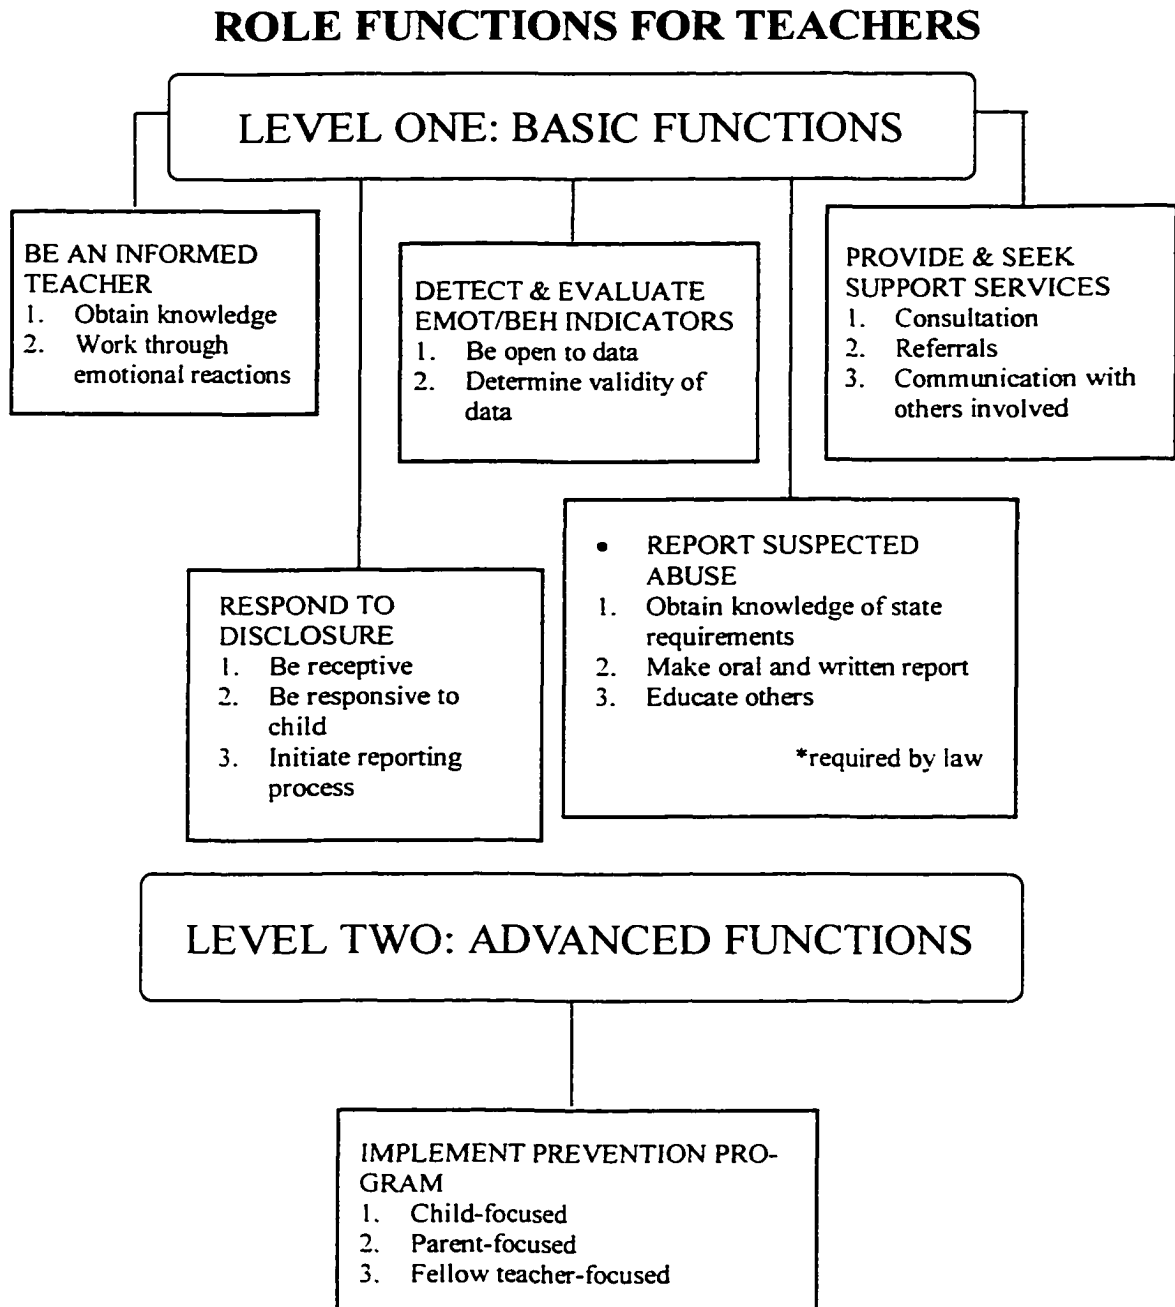 ROLE FUNCTIONS FOR TEACHERS
LEVEL ONE: BASIC FUNCTIONS
BE AN INFORMED
TEACHER
1. Obtain knowledge
2. Work through
emotional reactions
DETECT & EVALUATE
EMOT/BEH INDICATORS
1. Be open to data
2. Determine validity of
data
PROVIDE & SEEK
SUPPORT SERVICES
1. Consultation
2. Referrals
3. Communication with
others involved
RESPOND TO
DISCLOSURE
1. Be receptive
2. Be responsive to
child
3. Initiate reporting
process
• REPORT SUSPECTED
ABUSE
1. Obtain knowledge of state
requirements
2. Make oral and written report
3. Educate others
*required by law
LEVEL TWO: ADVANCED FUNCTIONS
IMPLEMENT PREVENTION PRO-
GRAM
1. Child-focused
2. Parent-focused
3. Fellow teacher-focused